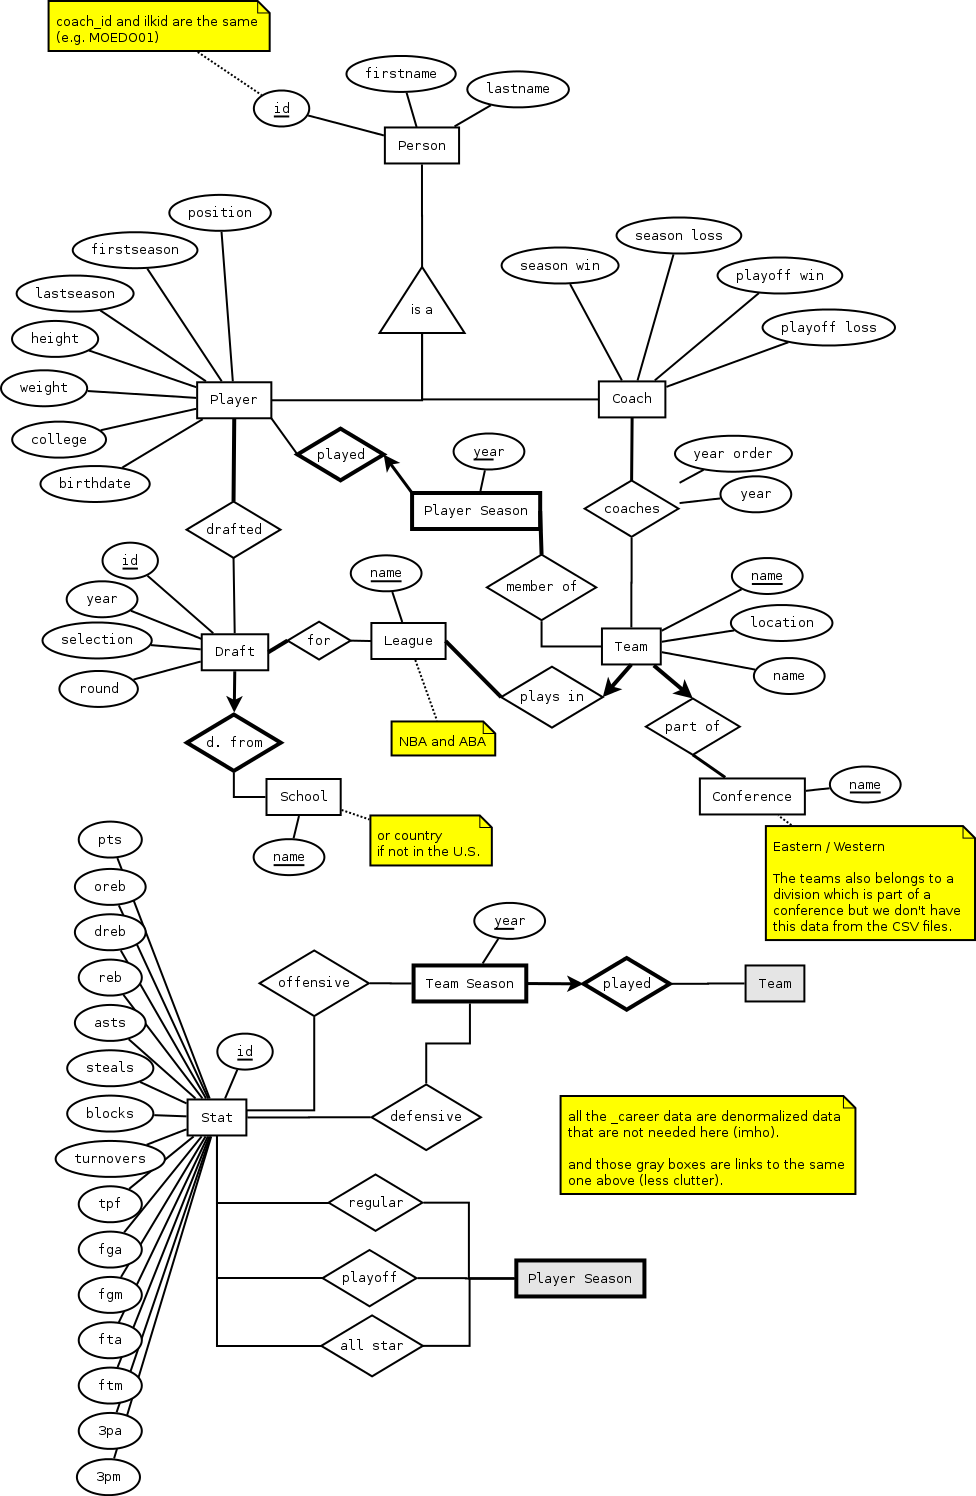 coach_id and ilkid are the same
(e.g. MOEDO01)
firstname
lastname
id
Person
position
firstseason
season loss
season win
lastseason
playoff win
is a
playoff loss
height
weight
Player
Coach
college
played
year
year order
birthdate
Player Season
year
coaches
drafted
id
name
member of
name
year
location
selection
Draft
for
League
Team
name
round
plays in
part of
NBA and ABA
d. from
School
Conference
name
or country
if not in the U.S.
name
Eastern / Western
The teams also belongs to a
division which is part of a
conference but we don't have
this data from the CSV files.
pts
oreb
dreb
year
reb
offensive
Team Season
played
Team
asts
id
steals
blocks
Stat
defensive
all the _career data are denormalized data
that are not needed here (imho).
and those gray boxes are links to the same
one above (less clutter).
turnovers
tpf
regular
fga
playoff
Player Season
fgm
fta
all star
ftm
3pa
3pm